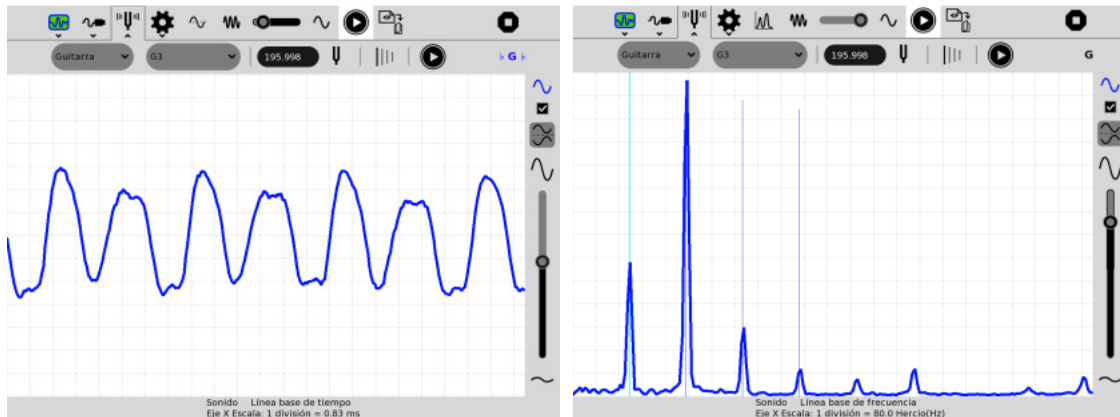 Guitarra G3 195.998 ♭ G ♭
Sonido Línea base de tiempo
Eje X Escala: 1 división = 0.83 ms
Guitarra G3 195.998 G
Sonido Línea base de frecuencia
Eje X Escala: 1 división = 80.0 Hercio(Hz)